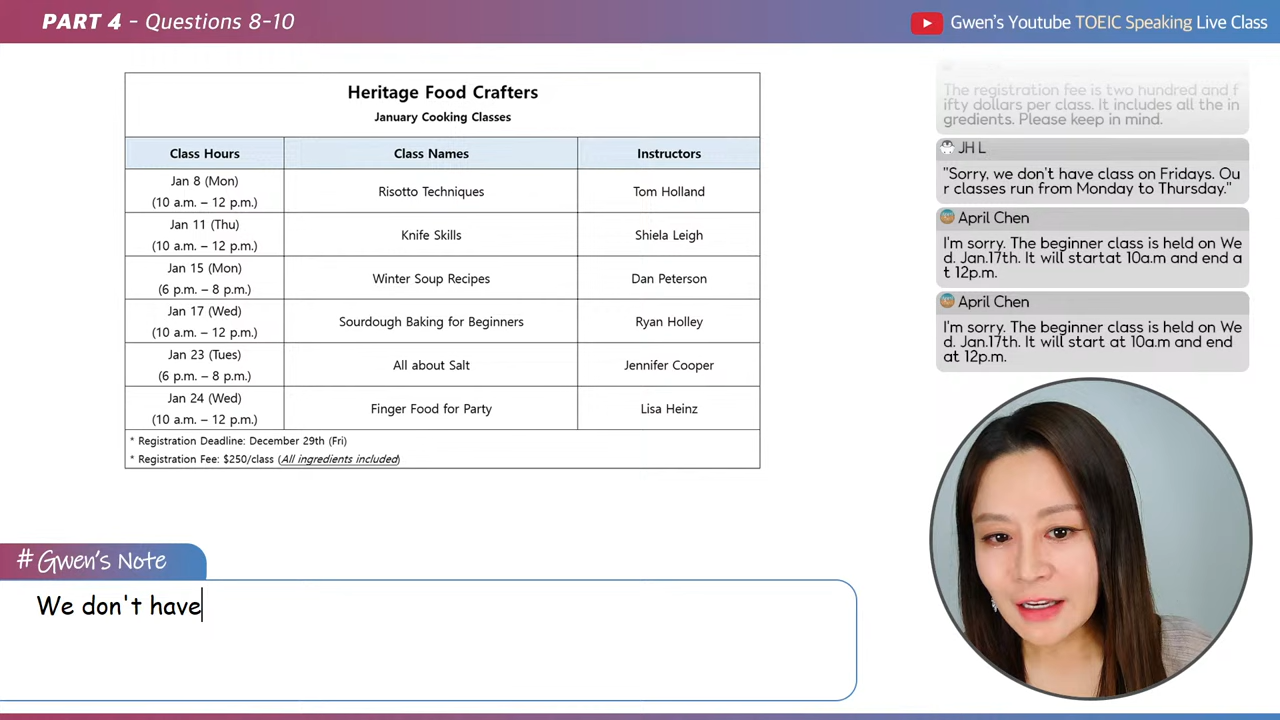 PART 4 - Questions 8-10
Gwen's Youtube TOEIC Speaking Live Class
Heritage Food Crafters
January Cooking Classes
Class Hours Class Names Instructors
Jan 8 (Mon)
(10 a.m. – 12 p.m.)
Risotto Techniques
Tom Holland
Jan 11 (Thu)
(10 a.m. – 12 p.m.)
Knife Skills
Shiela Leigh
Jan 15 (Mon)
(6 p.m. – 8 p.m.)
Winter Soup Recipes
Dan Peterson
Jan 17 (Wed)
(10 a.m. – 12 p.m.)
Sourdough Baking for Beginners
Ryan Holley
Jan 23 (Tues)
(6 p.m. – 8 p.m.)
All about Salt
Jennifer Cooper
Jan 24 (Wed)
(10 a.m. – 12 p.m.)
Finger Food for Party
Lisa Heinz
* Registration Deadline: December 29th (Fri)
* Registration Fee: $250/class (All ingredients included)
The registration fee is two hundred and f
ifty dollars per class. It includes all the in
gredients. Please keep in mind.
JH L
"Sorry, we don't have class on Fridays. Ou
r classes run from Monday to Thursday."
April Chen
I'm sorry. The beginner class is held on We
d. Jan.17th. It will startat 10a.m and end a
t 12p.m.
April Chen
I'm sorry. The beginner class is held on We
d. Jan.17th. It will start at 10a.m and end
at 12p.m.
# Gwen's Note
We don't have